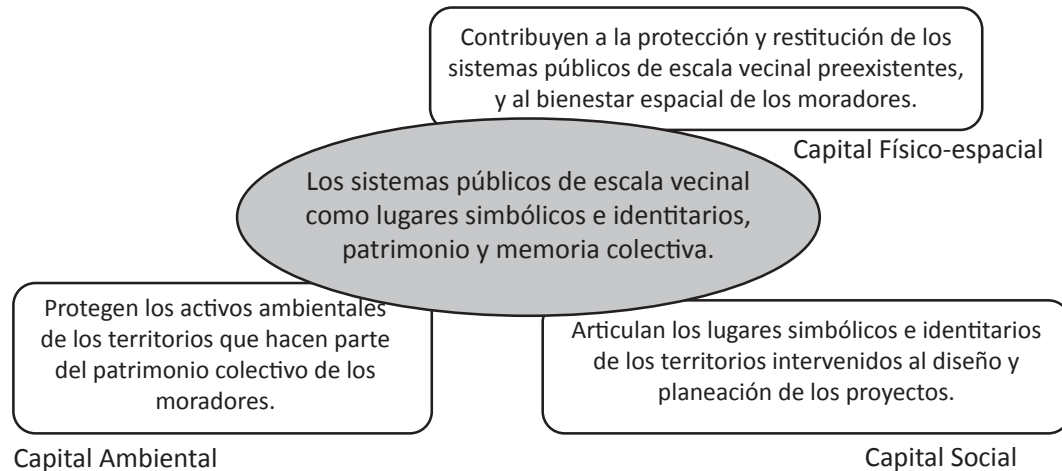 Contribuyen a la protección y restitución de los
sistemas públicos de escala vecinal preexistentes,
y al bienestar espacial de los moradores.
Capital Físico-espacial
Los sistemas públicos de escala vecinal
como lugares simbólicos e identitarios,
patrimonio y memoria colectiva.
Protegen los activos ambientales
de los territorios que hacen parte
del patrimonio colectivo de los
moradores.
Capital Ambiental
Articulan los lugares simbólicos e identitarios
de los territorios intervenidos al diseño y
planeación de los proyectos.
Capital Social